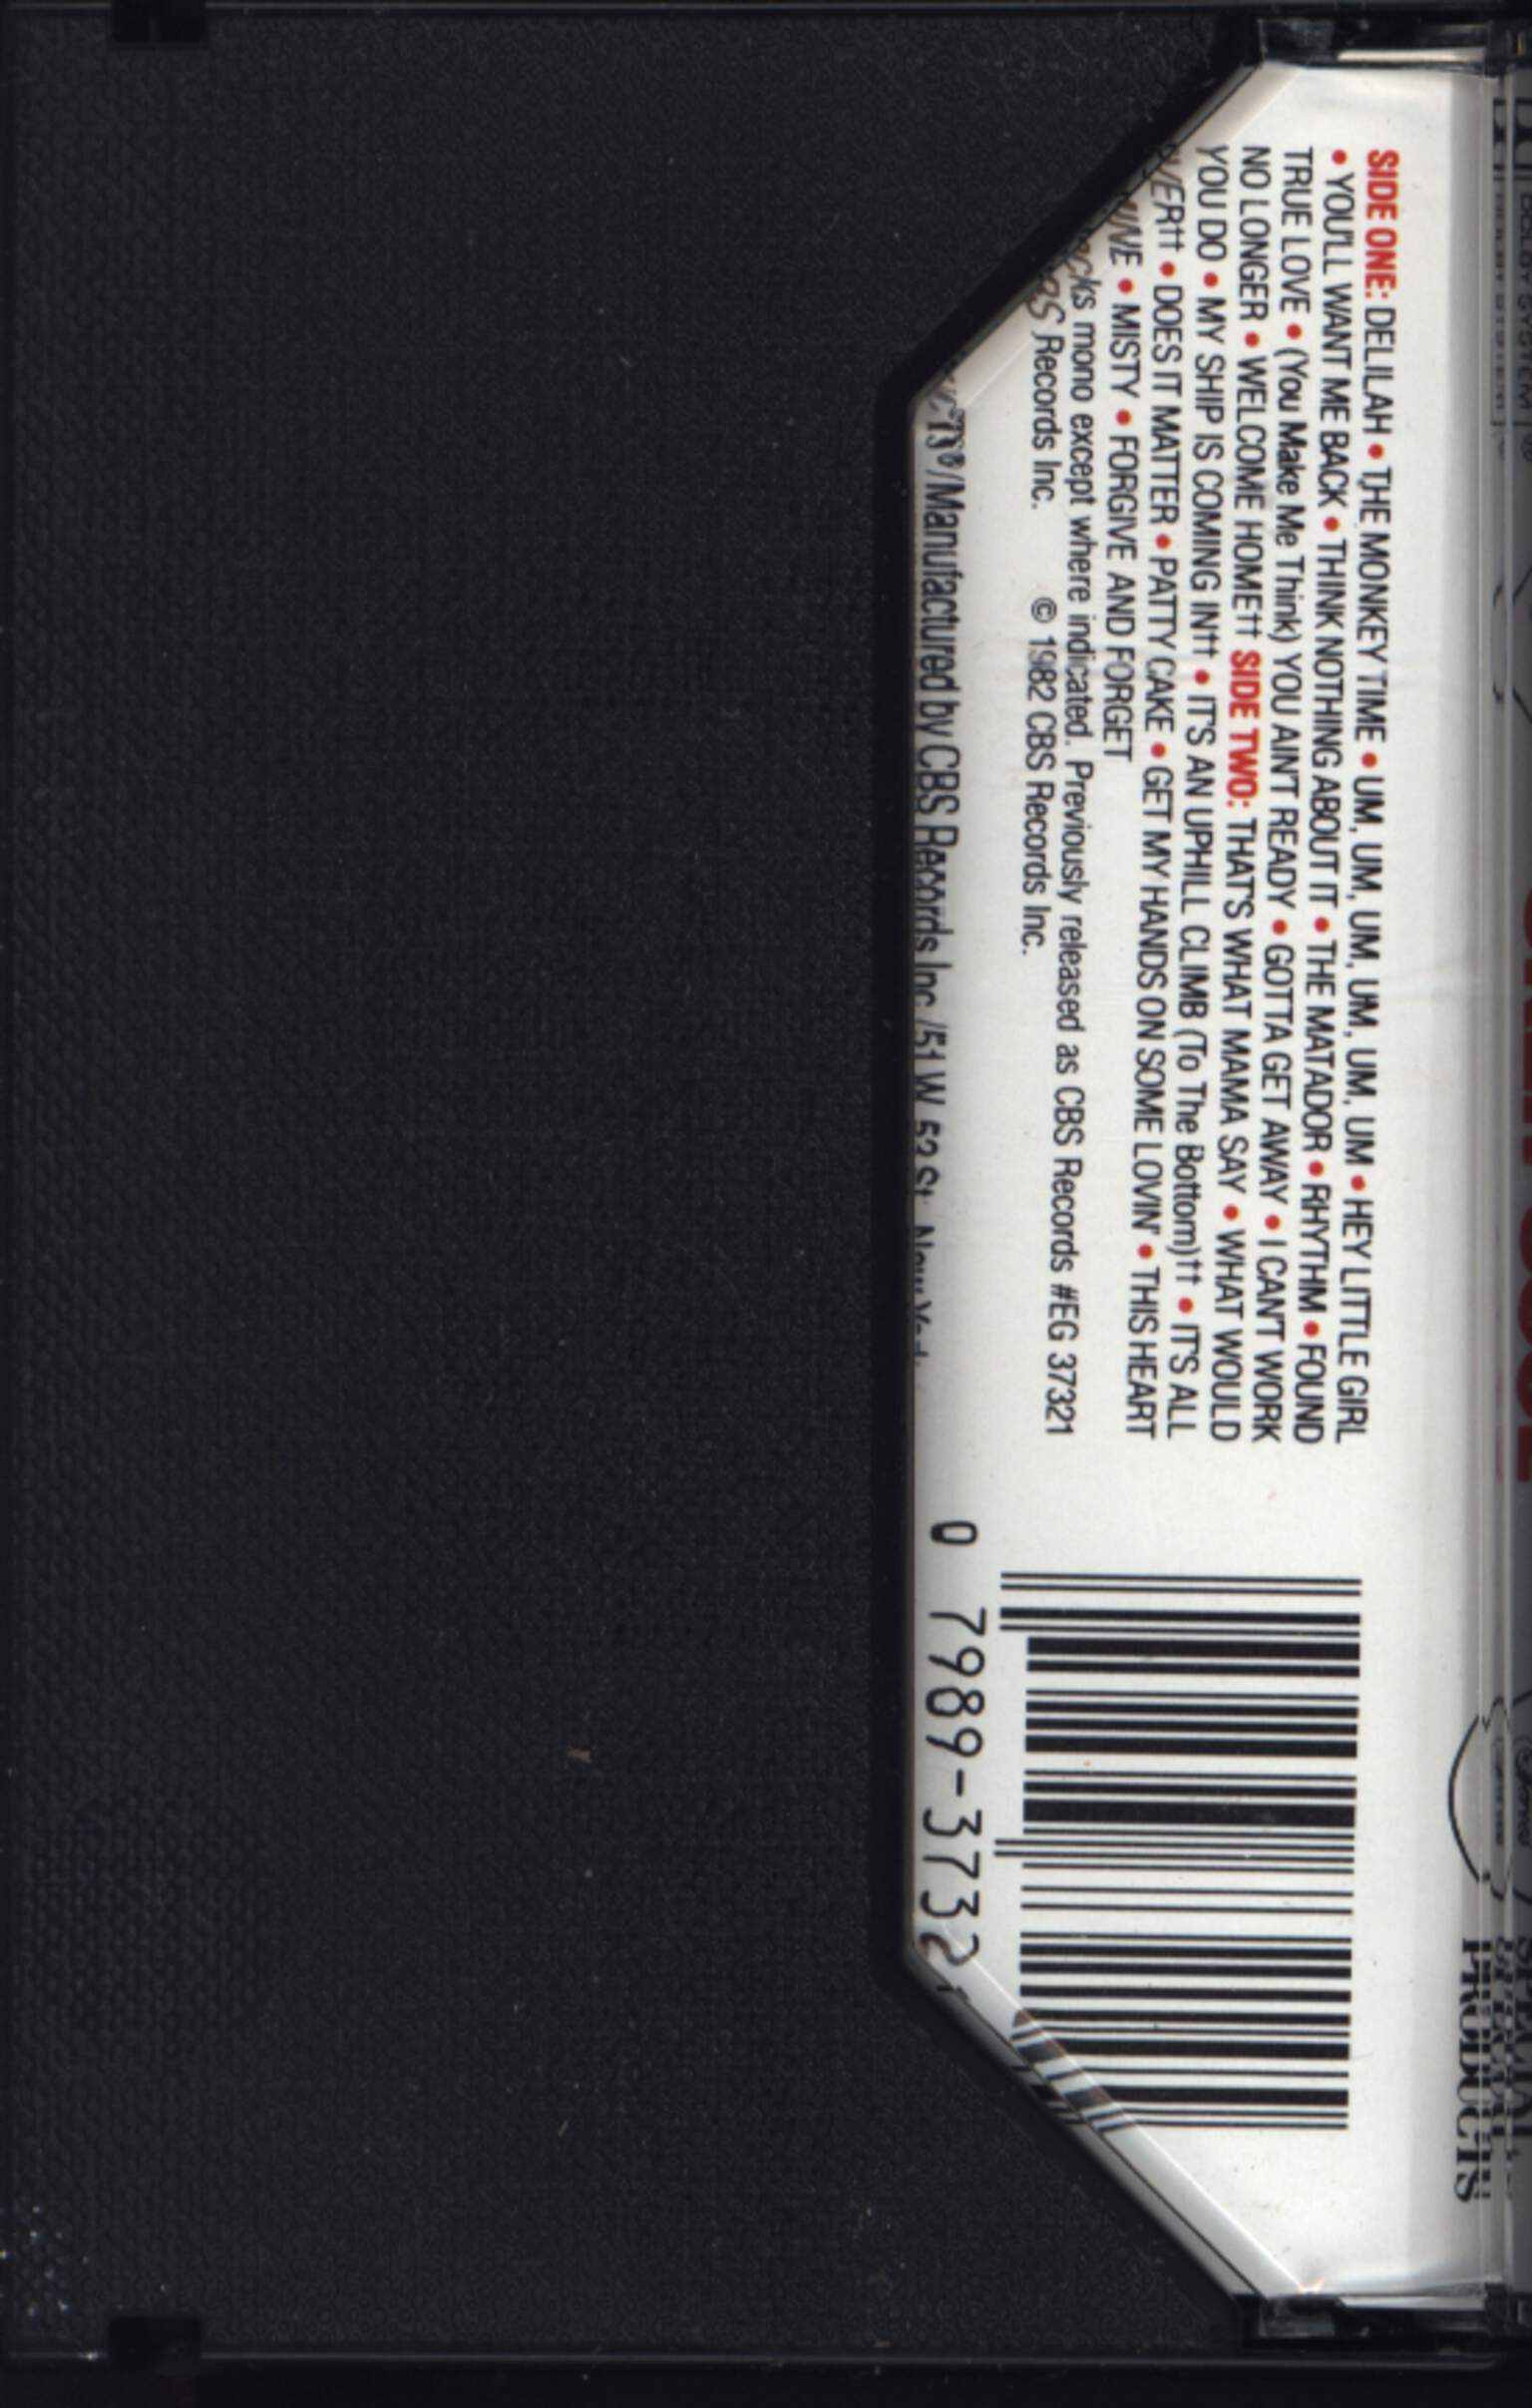 SIDE ONE: DELILAH • THE MONKEY TIME • UM, UM, UM, UM, UM, UM • HEY LITTLE GIRL
• YOU'LL WANT ME BACK • THINK NOTHING ABOUT IT • THE MATADOR • RHYTHM • FOUND
TRUE LOVE • (You Make Me Think) YOU AIN'T READY • GOTTA GET AWAY • I CAN'T WORK
NO LONGER • WELCOME HOME†† SIDE TWO: THAT'S WHAT MAMA SAY • WHAT WOULD
YOU DO • MY SHIP IS COMING IN†† • IT'S AN UPHILL CLIMB (To The Bottom)†† • IT'S ALL
• DOES IT MATTER • PATTY CAKE • GET MY HANDS ON SOME LOVIN' • THIS HEART
• MISTY • FORGIVE AND FORGET
mono except where indicated. Previously released as CBS Records #EG 37321
Records Inc. © 1982 CBS Records Inc.
/Manufactured by CBS Records Inc./51 W. 52 St.
0 7989-3732
PRODUCTS